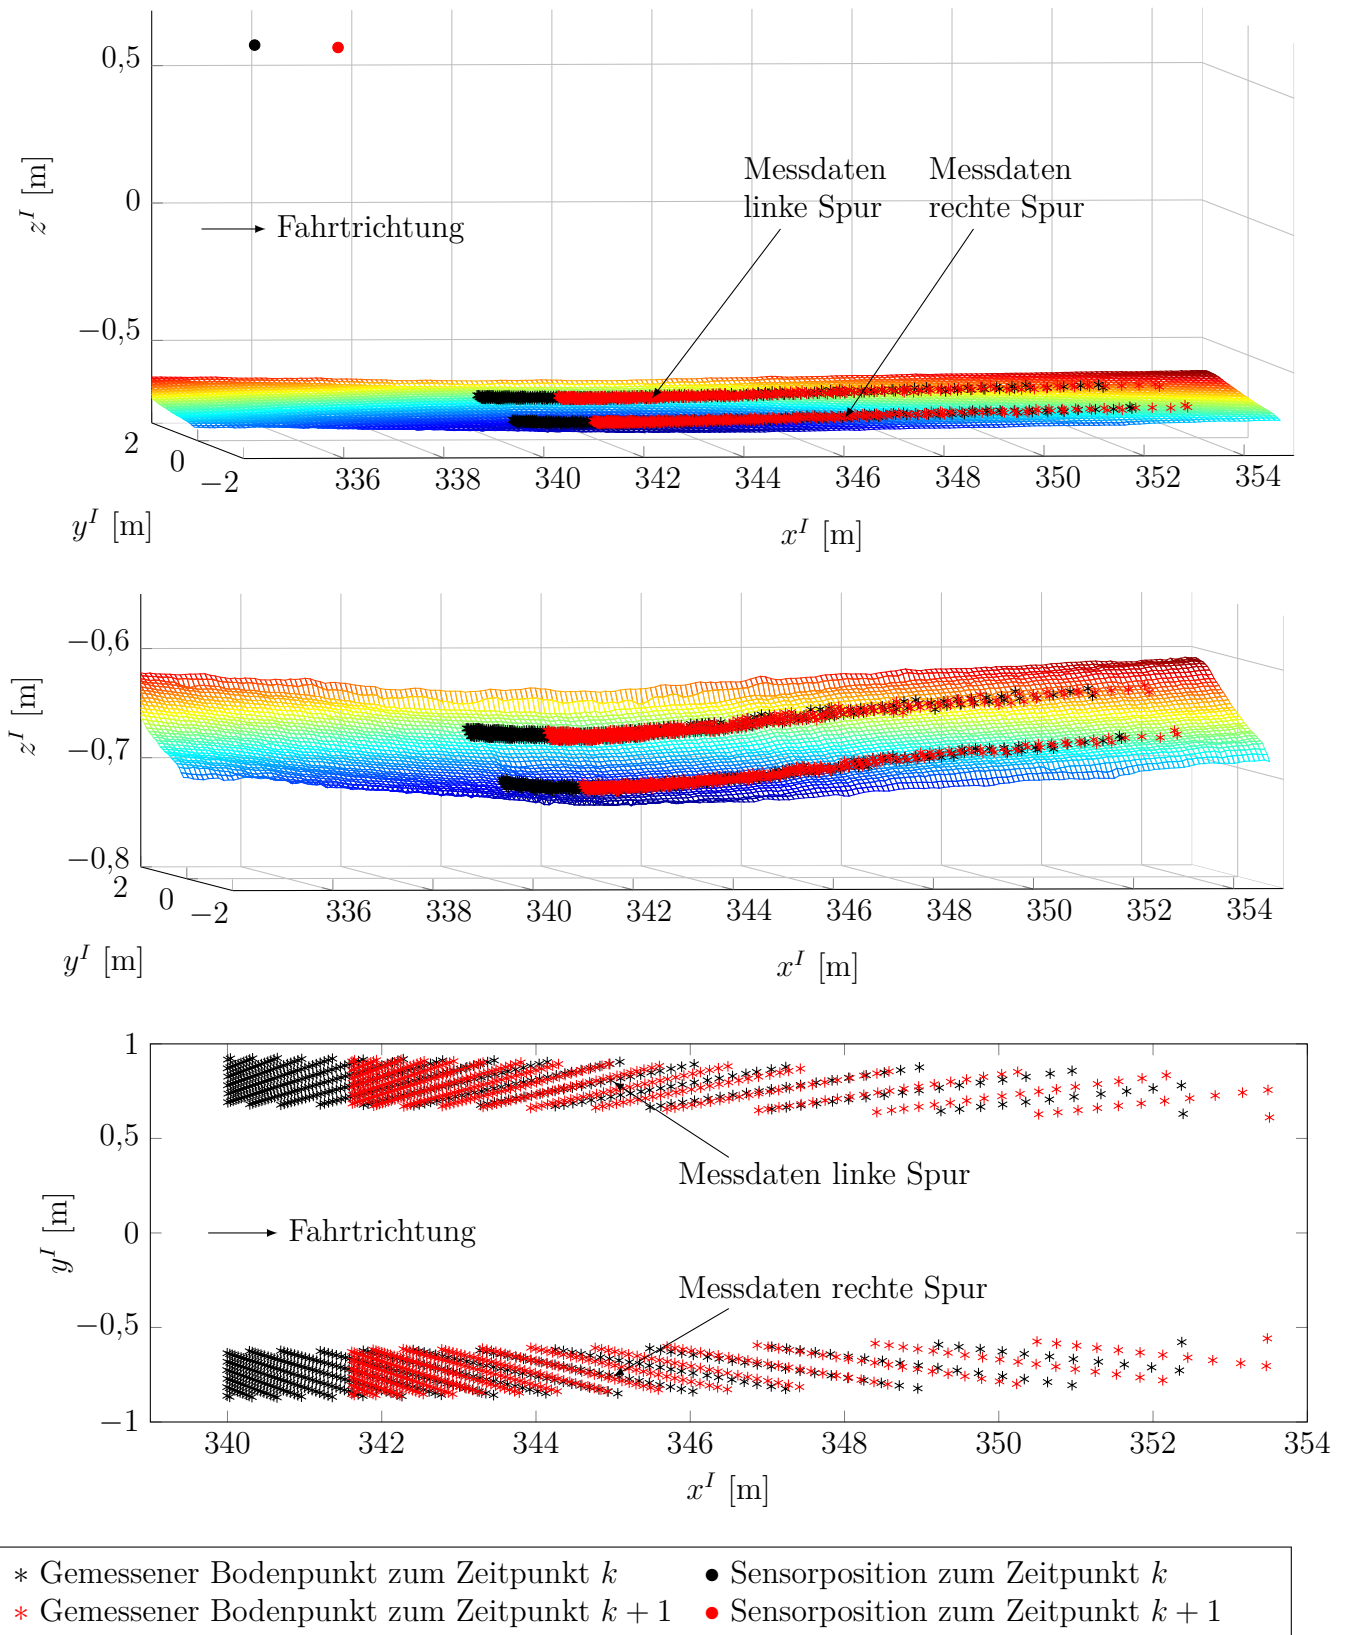 0,5
0
−0,5
z^I [m]
Messdaten
linke Spur
Messdaten
rechte Spur
Fahrtrichtung
2
0
−2
336
338
340
342
344
346
348
350
352
354
y^I [m]
x^I [m]
−0,6
−0,7
−0,8
z^I [m]
2
0
−2
336
338
340
342
344
346
348
350
352
354
y^I [m]
x^I [m]
1
0,5
0
−0,5
−1
y^I [m]
Messdaten linke Spur
Fahrtrichtung
Messdaten rechte Spur
340
342
344
346
348
350
352
354
x^I [m]
* Gemessener Bodenpunkt zum Zeitpunkt k
● Sensorposition zum Zeitpunkt k
* Gemessener Bodenpunkt zum Zeitpunkt k + 1
● Sensorposition zum Zeitpunkt k + 1